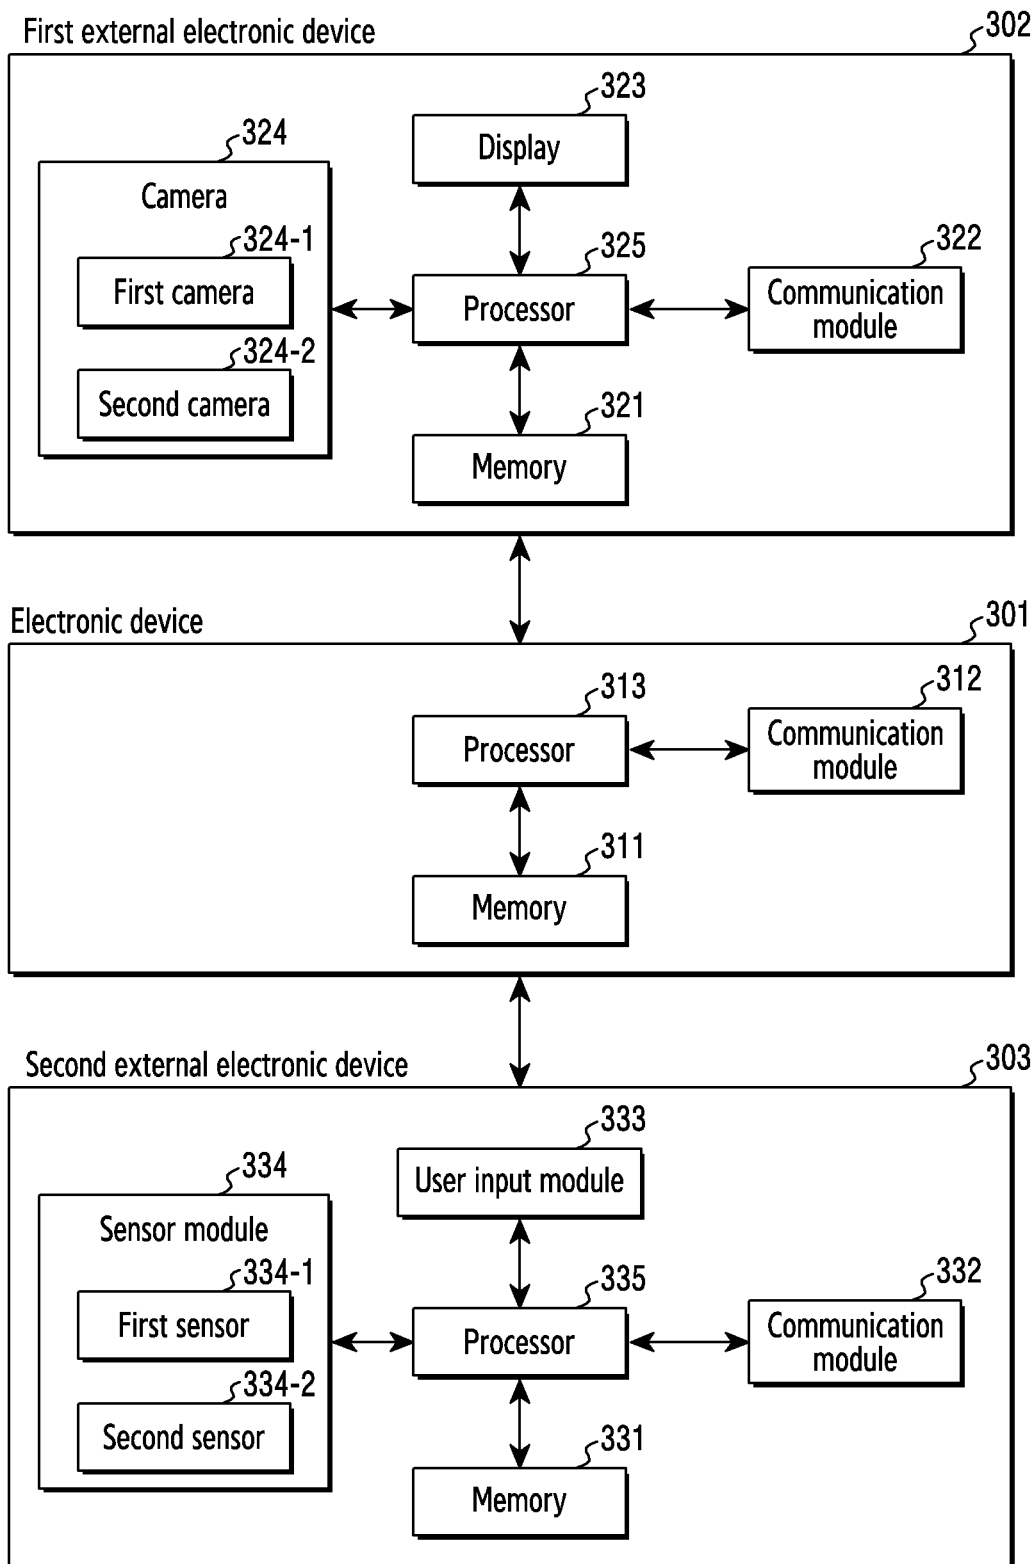 First external electronic device
302
323
Display
324
Camera
324-1
First camera
324-2
Second camera
325
Processor
322
Communication
module
321
Memory
Electronic device
301
313
Processor
312
Communication
module
311
Memory
Second external electronic device
303
333
User input module
334
Sensor module
334-1
First sensor
334-2
Second sensor
335
Processor
332
Communication
module
331
Memory